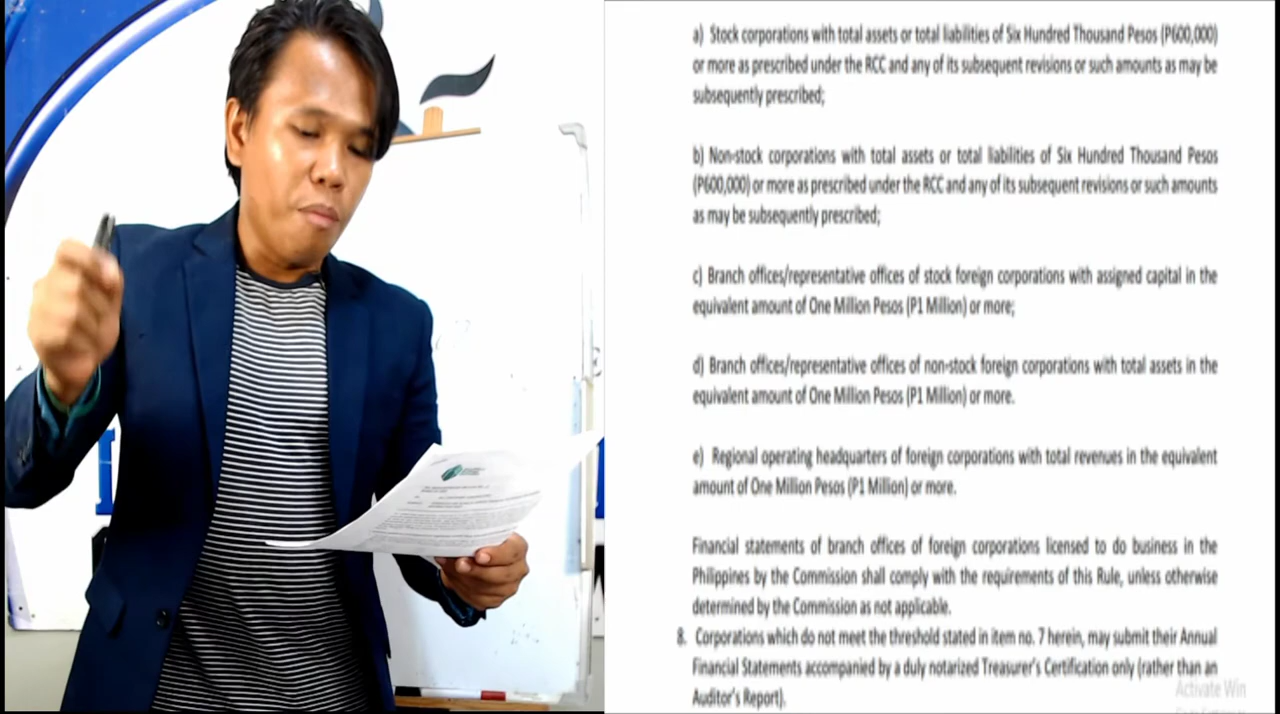 a) Stock corporations with total assets or total liabilities of Six Hundred Thousand Pesos (P600,000)
or more as prescribed under the RCC and any of its subsequent revisions or such amounts as may be
subsequently prescribed;
b) Non-stock corporations with total assets or total liabilities of Six Hundred Thousand Pesos
(P600,000) or more as prescribed under the RCC and any of its subsequent revisions or such amounts
as may be subsequently prescribed;
c) Branch offices/representative offices of stock foreign corporations with assigned capital in the
equivalent amount of One Million Pesos (P1 Million) or more;
d) Branch offices/representative offices of non-stock foreign corporations with total assets in the
equivalent amount of One Million Pesos (P1 Million) or more.
e) Regional operating headquarters of foreign corporations with total revenues in the equivalent
amount of One Million Pesos (P1 Million) or more.
Financial statements of branch offices of foreign corporations licensed to do business in the
Philippines by the Commission shall comply with the requirements of this Rule, unless otherwise
determined by the Commission as not applicable.
8. Corporations which do not meet the threshold stated in item no. 7 herein, may submit their Annual
Financial Statements accompanied by a duly notarized Treasurer's Certification only (rather than an
Auditor's Report).
Activate Win